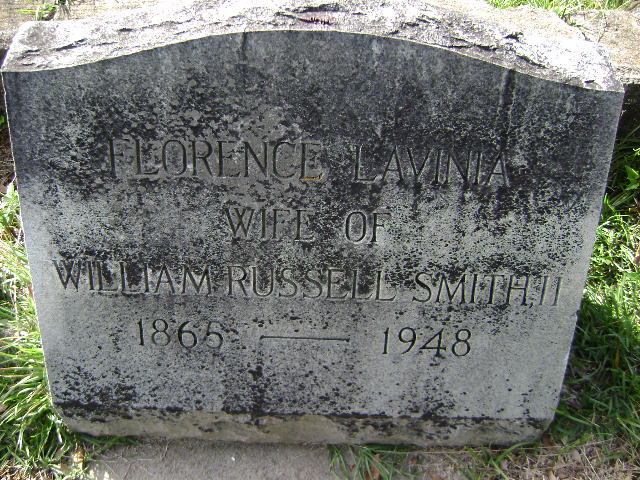 FLORENCE LAVINIA
WIFE OF
WILLIAM RUSSELL SMITH, II
1865 — 1948